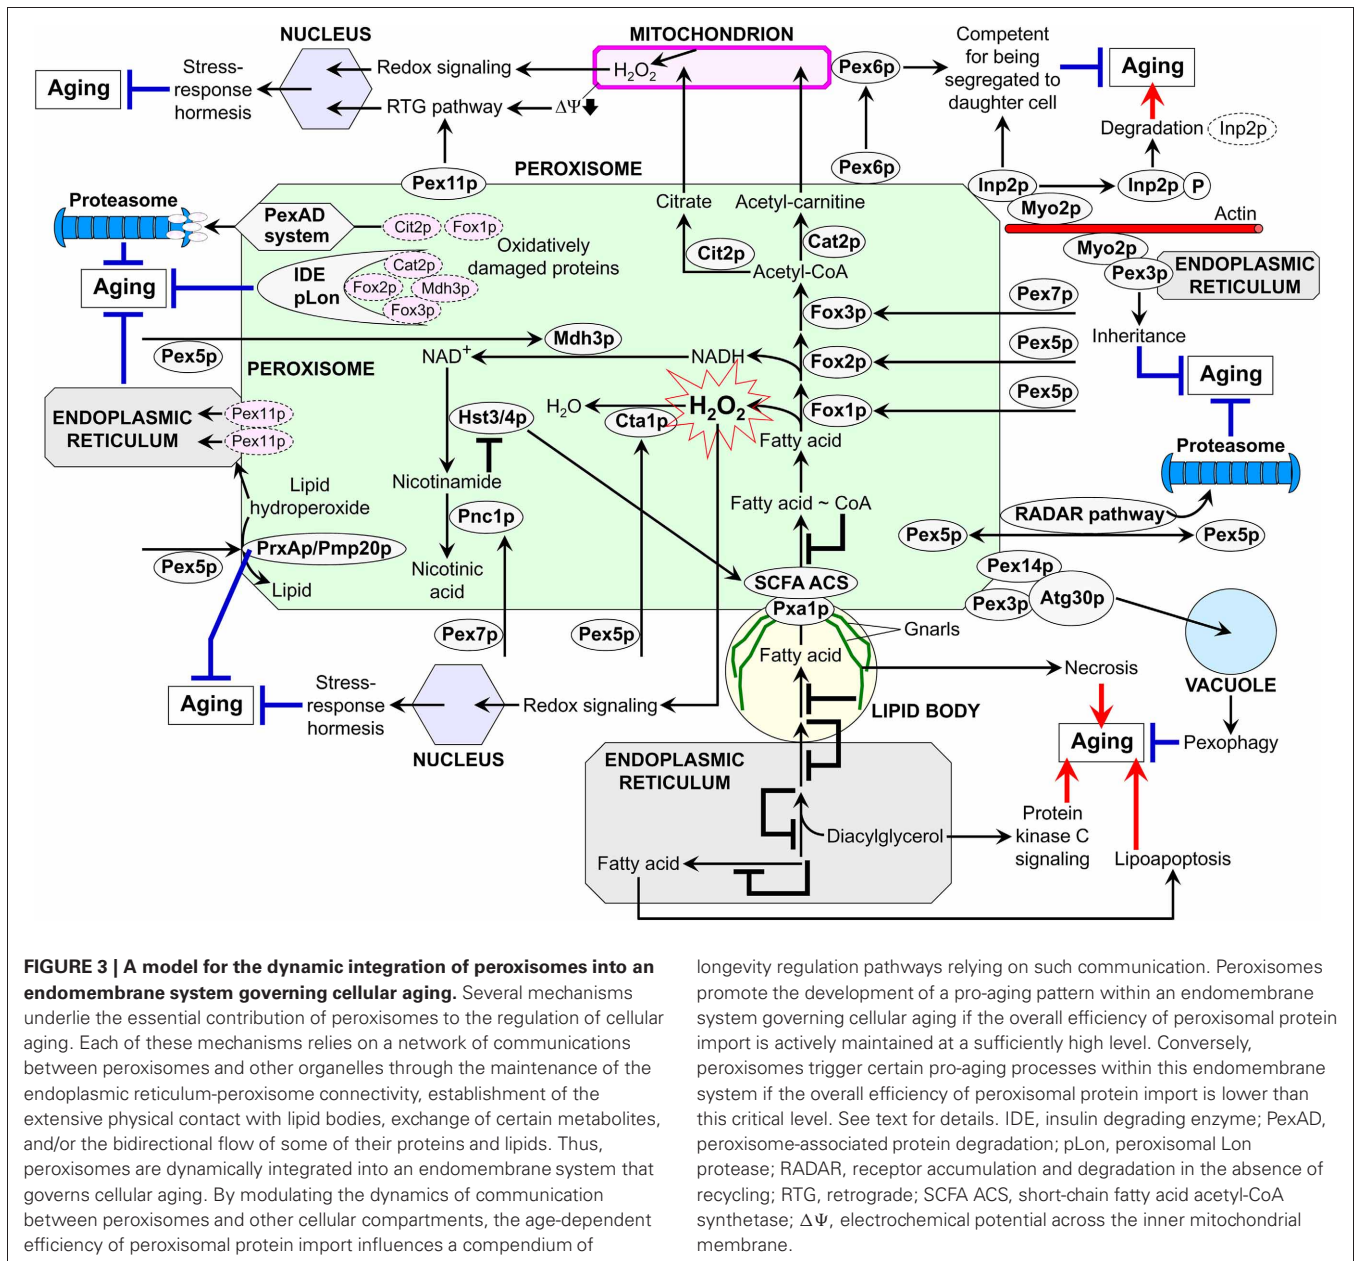 NUCLEUS
MITOCHONDRION
Competent
for being
segregated to
daughter cell
Aging
Stress-
response
hormesis
Redox signaling
H2O2
Pex6p
Aging
RTG pathway
ΔΨ
Degradation
Inp2p
PEROXISOME
Pex11p
Pex6p
Inp2p
Inp2p
P
Myo2p
Proteasome
PexAD
system
Cit2p
Fox1p
Citrate
Acetyl-carnitine
Actin
Oxidatively
damaged proteins
Cit2p
Cat2p
Myo2p
Pex3p
ENDOPLASMIC
RETICULUM
Aging
IDE
pLon
Cat2p
Fox2p
Mdh3p
Fox3p
Acetyl-CoA
Fox3p
Pex7p
Inheritance
Pex5p
Mdh3p
PEROXISOME
NAD+
NADH
Fox2p
Pex5p
Aging
ENDOPLASMIC
RETICULUM
Pex11p
Pex11p
Hst3/4p
H2O
Cta1p
H2O2
Fox1p
Pex5p
Fatty acid
Proteasome
Lipid
hydroperoxide
Nicotinamide
Pnc1p
Fatty acid ~ CoA
RADAR pathway
Pex5p
Pex5p
Pex5p
PrxAp/Pmp20p
Lipid
Nicotinic
acid
SCFA ACS
Pxa1p
Pex14p
Pex3p
Atg30p
Pex7p
Pex5p
Gnarls
Fatty acid
Necrosis
VACUOLE
Aging
Stress-
response
hormesis
NUCLEUS
Redox signaling
LIPID BODY
Aging
Pexophagy
ENDOPLASMIC
RETICULUM
Diacylglycerol
Protein
kinase C
signaling
Lipoapoptosis
Fatty acid
FIGURE 3 | A model for the dynamic integration of peroxisomes into an
endomembrane system governing cellular aging. Several mechanisms
underlie the essential contribution of peroxisomes to the regulation of cellular
aging. Each of these mechanisms relies on a network of communications
between peroxisomes and other organelles through the maintenance of the
endoplasmic reticulum-peroxisome connectivity, establishment of the
extensive physical contact with lipid bodies, exchange of certain metabolites,
and/or the bidirectional flow of some of their proteins and lipids. Thus,
peroxisomes are dynamically integrated into an endomembrane system that
governs cellular aging. By modulating the dynamics of communication
between peroxisomes and other cellular compartments, the age-dependent
efficiency of peroxisomal protein import influences a compendium of
longevity regulation pathways relying on such communication. Peroxisomes
promote the development of a pro-aging pattern within an endomembrane
system governing cellular aging if the overall efficiency of peroxisomal protein
import is actively maintained at a sufficiently high level. Conversely,
peroxisomes trigger certain pro-aging processes within this endomembrane
system if the overall efficiency of peroxisomal protein import is lower than
this critical level. See text for details. IDE, insulin degrading enzyme; PexAD,
peroxisome-associated protein degradation; pLon, peroxisomal Lon
protease; RADAR, receptor accumulation and degradation in the absence of
recycling; RTG, retrograde; SCFA ACS, short-chain fatty acid acetyl-CoA
synthetase; ΔΨ, electrochemical potential across the inner mitochondrial
membrane.